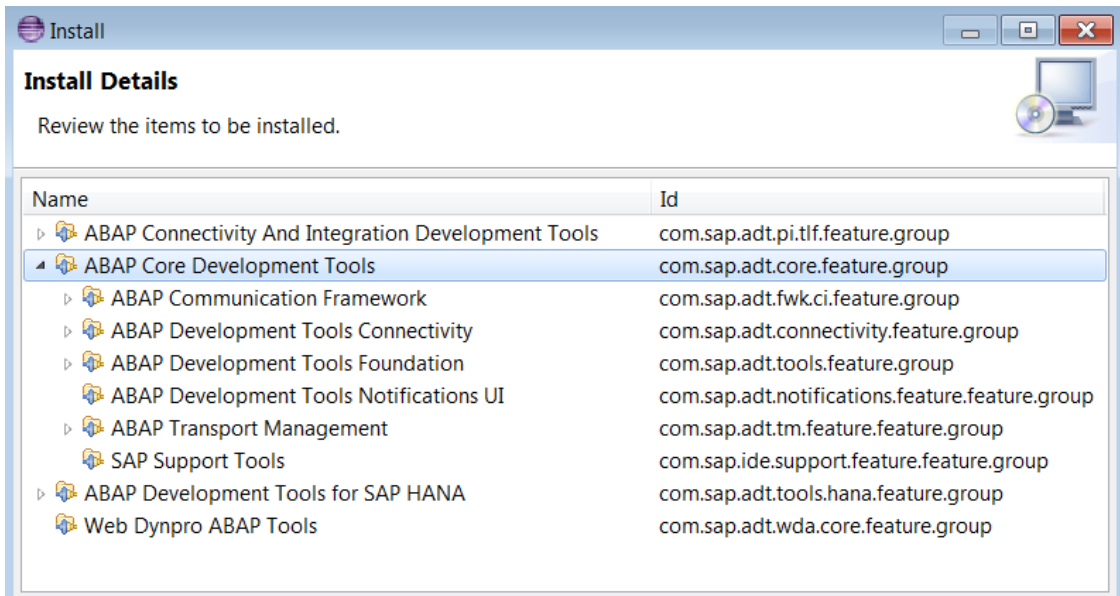 Install
Install Details
Review the items to be installed.
Name Id
ABAP Connectivity And Integration Development Tools com.sap.adt.pi.tlf.feature.group
ABAP Core Development Tools com.sap.adt.core.feature.group
ABAP Communication Framework com.sap.adt.fwk.ci.feature.group
ABAP Development Tools Connectivity com.sap.adt.connectivity.feature.group
ABAP Development Tools Foundation com.sap.adt.tools.feature.group
ABAP Development Tools Notifications UI com.sap.adt.notifications.feature.feature.group
ABAP Transport Management com.sap.adt.tm.feature.feature.group
SAP Support Tools com.sap.ide.support.feature.feature.group
ABAP Development Tools for SAP HANA com.sap.adt.tools.hana.feature.group
Web Dynpro ABAP Tools com.sap.adt.wda.core.feature.group